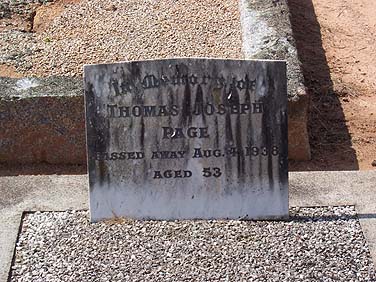 In Memory of
THOMAS JOSEPH
PAGE
PASSED AWAY AUG. 4, 1938
AGED 53